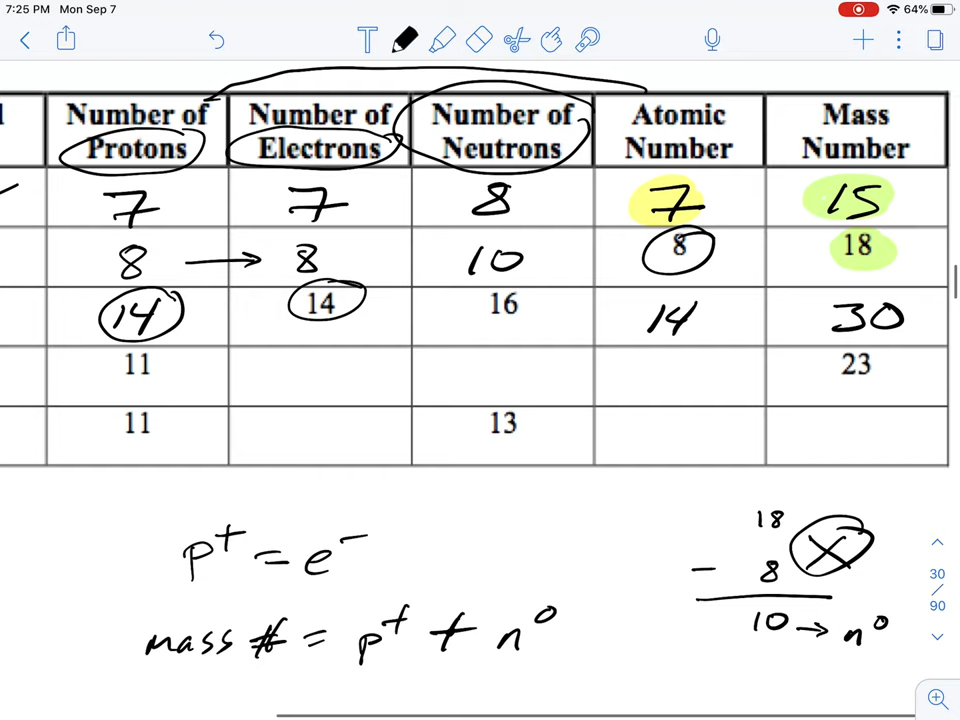 7:25 PM Mon Sep 7
64%
T
Number of Protons Number of Electrons Number of Neutrons Atomic Number Mass Number
7 7 8 7 15
8 → 8 10 8 18
14 14 16 14 30
11 23
11 13
18
p+ = e-
- 8
10 → n0
mass # = p+ + n0
30
/
90